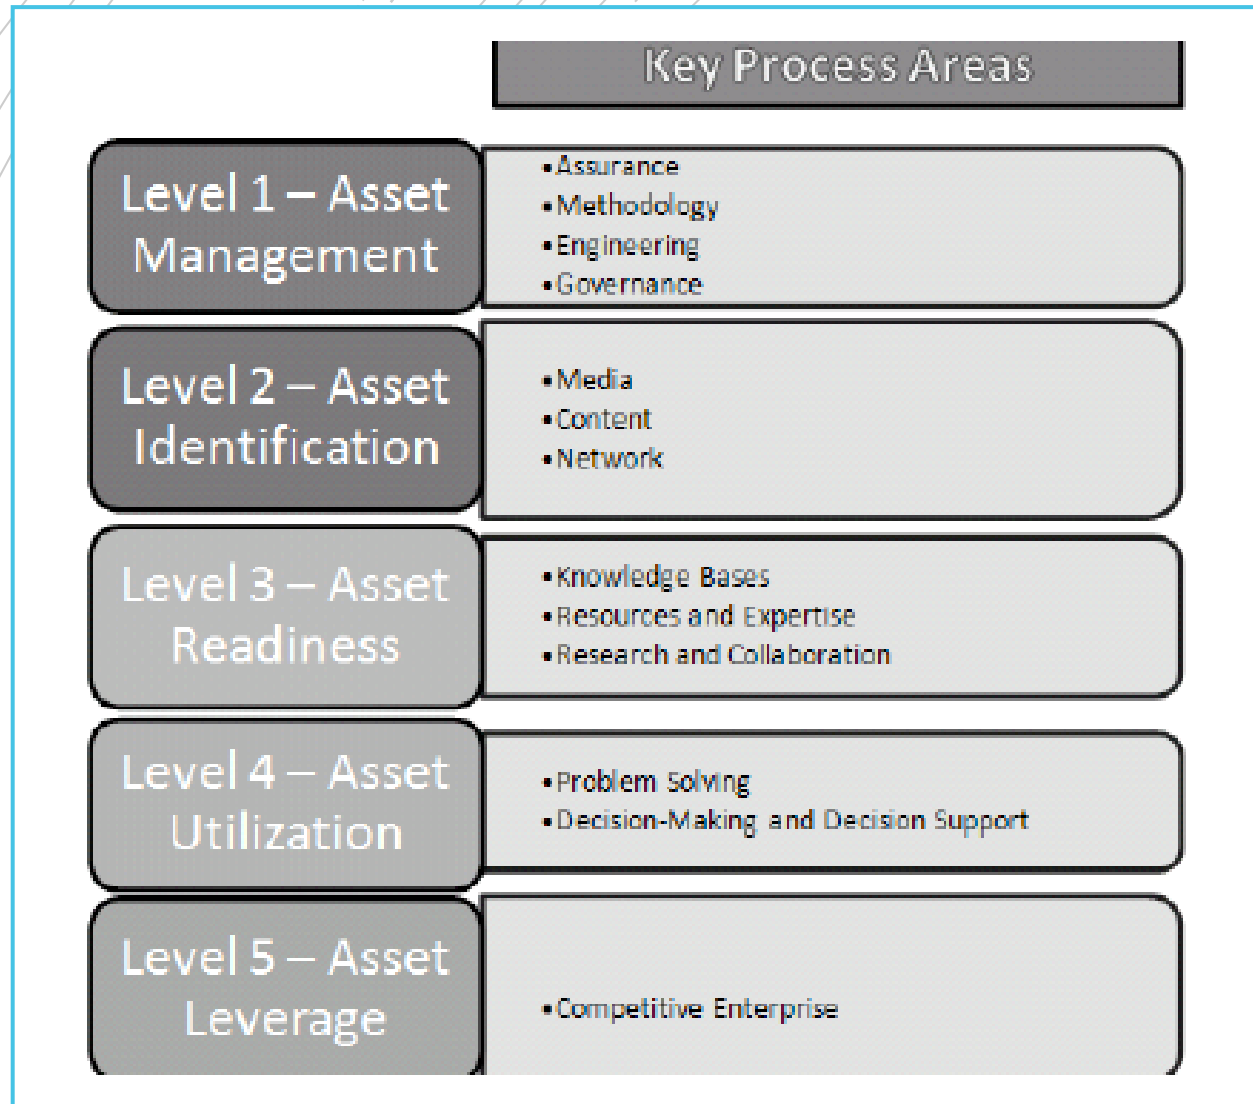 Key Process Areas
Level 1 – Asset
Management
•Assurance
•Methodology
•Engineering
•Governance
Level 2 – Asset
Identification
•Media
•Content
•Network
Level 3 – Asset
Readiness
•Knowledge Bases
•Resources and Expertise
•Research and Collaboration
Level 4 – Asset
Utilization
•Problem Solving
•Decision-Making and Decision Support
Level 5 – Asset
Leverage
•Competitive Enterprise